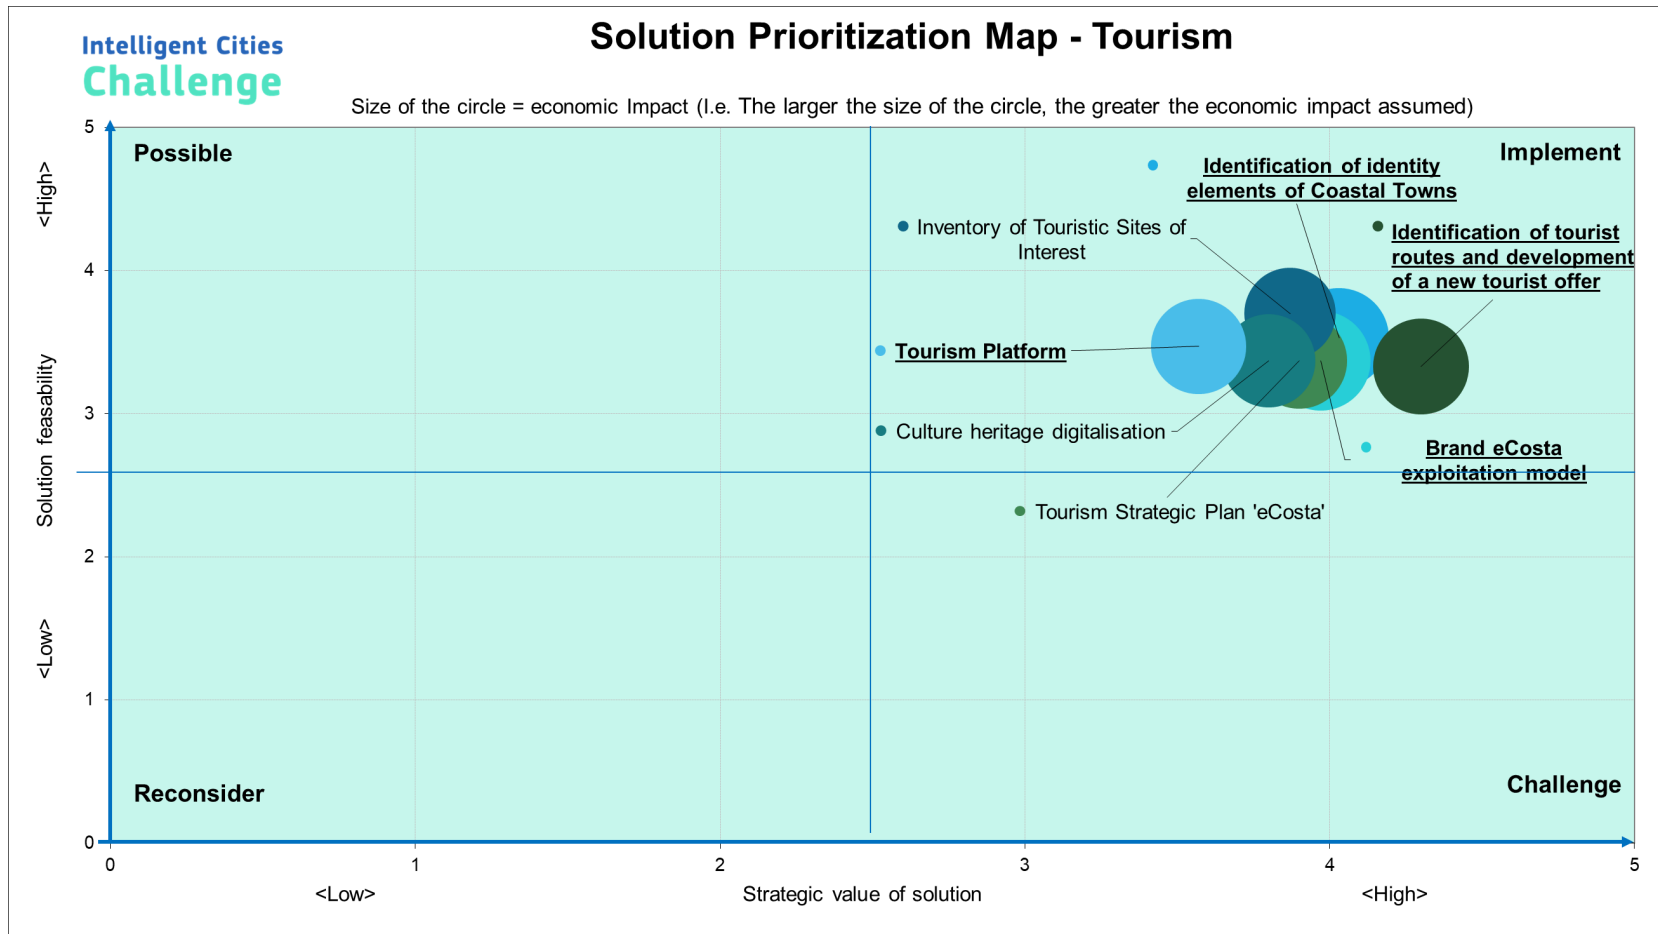 Intelligent Cities
Challenge
Solution Prioritization Map - Tourism
Size of the circle = economic Impact (I.e. The larger the size of the circle, the greater the economic impact assumed)
Possible
Implement
Identification of identity
elements of Coastal Towns
Inventory of Touristic Sites of
Interest
Identification of tourist
routes and development
of a new tourist offer
Tourism Platform
Culture heritage digitalisation
Brand eCosta
exploitation model
Tourism Strategic Plan 'eCosta'
Reconsider
Challenge
<High>
Solution feasability
<Low>
5
4
3
2
1
0
0 1 2 3 4 5
<Low> Strategic value of solution <High>